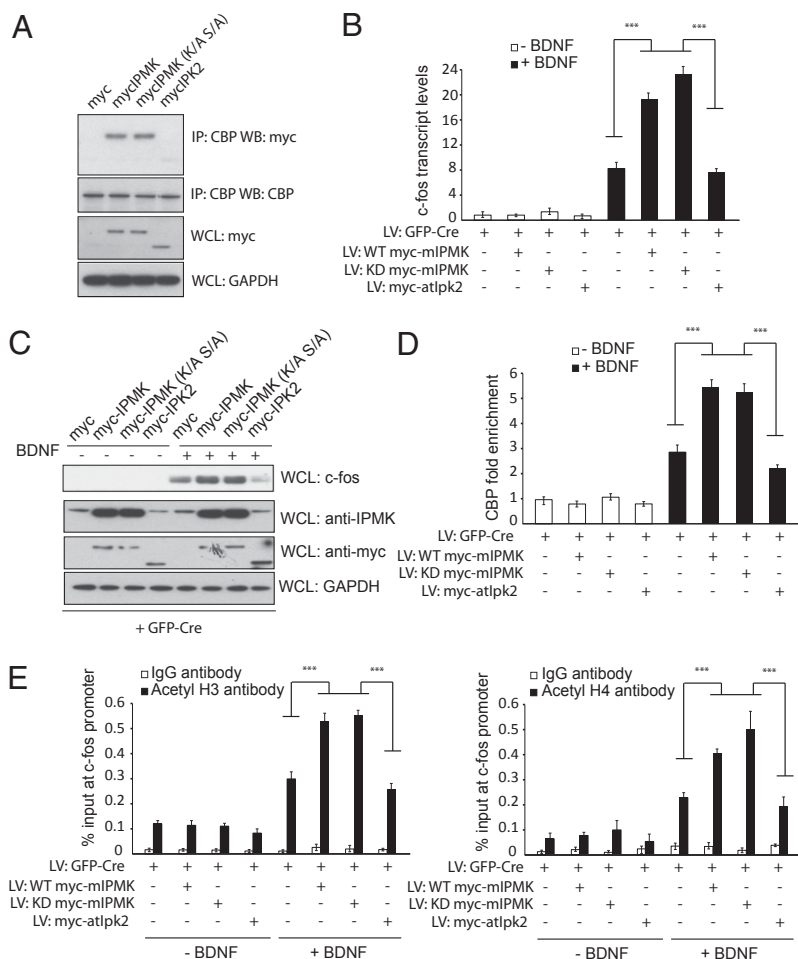 A
myc
mycIPMK
mycIPMK (K/A S/A)
mycIPK2
IP: CBP WB: myc
IP: CBP WB: CBP
WCL: myc
WCL: GAPDH
B
- BDNF
+ BDNF
*** ***
c-fos transcript levels
24
20
16
12
8
4
0
LV: GFP-Cre + + + + + + + +
LV: WT myc-mIPMK - + - - - + - -
LV: KD myc-mIPMK - - + - - - + -
LV: myc-atIpk2 - - - + - - - +
C
myc
myc-IPMK
myc-IPMK (K/A S/A)
myc-IPK2
myc
myc-IPMK
myc-IPMK (K/A S/A)
myc-IPK2
BDNF - - - - + + + +
WCL: c-fos
WCL: anti-IPMK
WCL: anti-myc
WCL: GAPDH
+ GFP-Cre
D
- BDNF
+ BDNF
*** ***
CBP fold enrichment
6
5
4
3
2
1
0
LV: GFP-Cre + + + + + + + +
LV: WT myc-mIPMK - + - - - + - -
LV: KD myc-mIPMK - - + - - - + -
LV: myc-atIpk2 - - - + - - - +
E
IgG antibody
Acetyl H3 antibody
*** ***
% input at c-fos promoter
0.6
0.5
0.4
0.3
0.2
0.1
0
LV: GFP-Cre + + + + + + + +
LV: WT myc-mIPMK - + - - - + - -
LV: KD myc-mIPMK - - + - - - + -
LV: myc-atIpk2 - - - + - - - +
- BDNF + BDNF
IgG antibody
Acetyl H4 antibody
*** ***
% input at c-fos promoter
0.6
0.5
0.4
0.3
0.2
0.1
0
LV: GFP-Cre + + + + + + + +
LV: WT myc-mIPMK - + - - - + - -
LV: KD myc-mIPMK - - + - - - + -
LV: myc-atIpk2 - - - + - - - +
- BDNF + BDNF